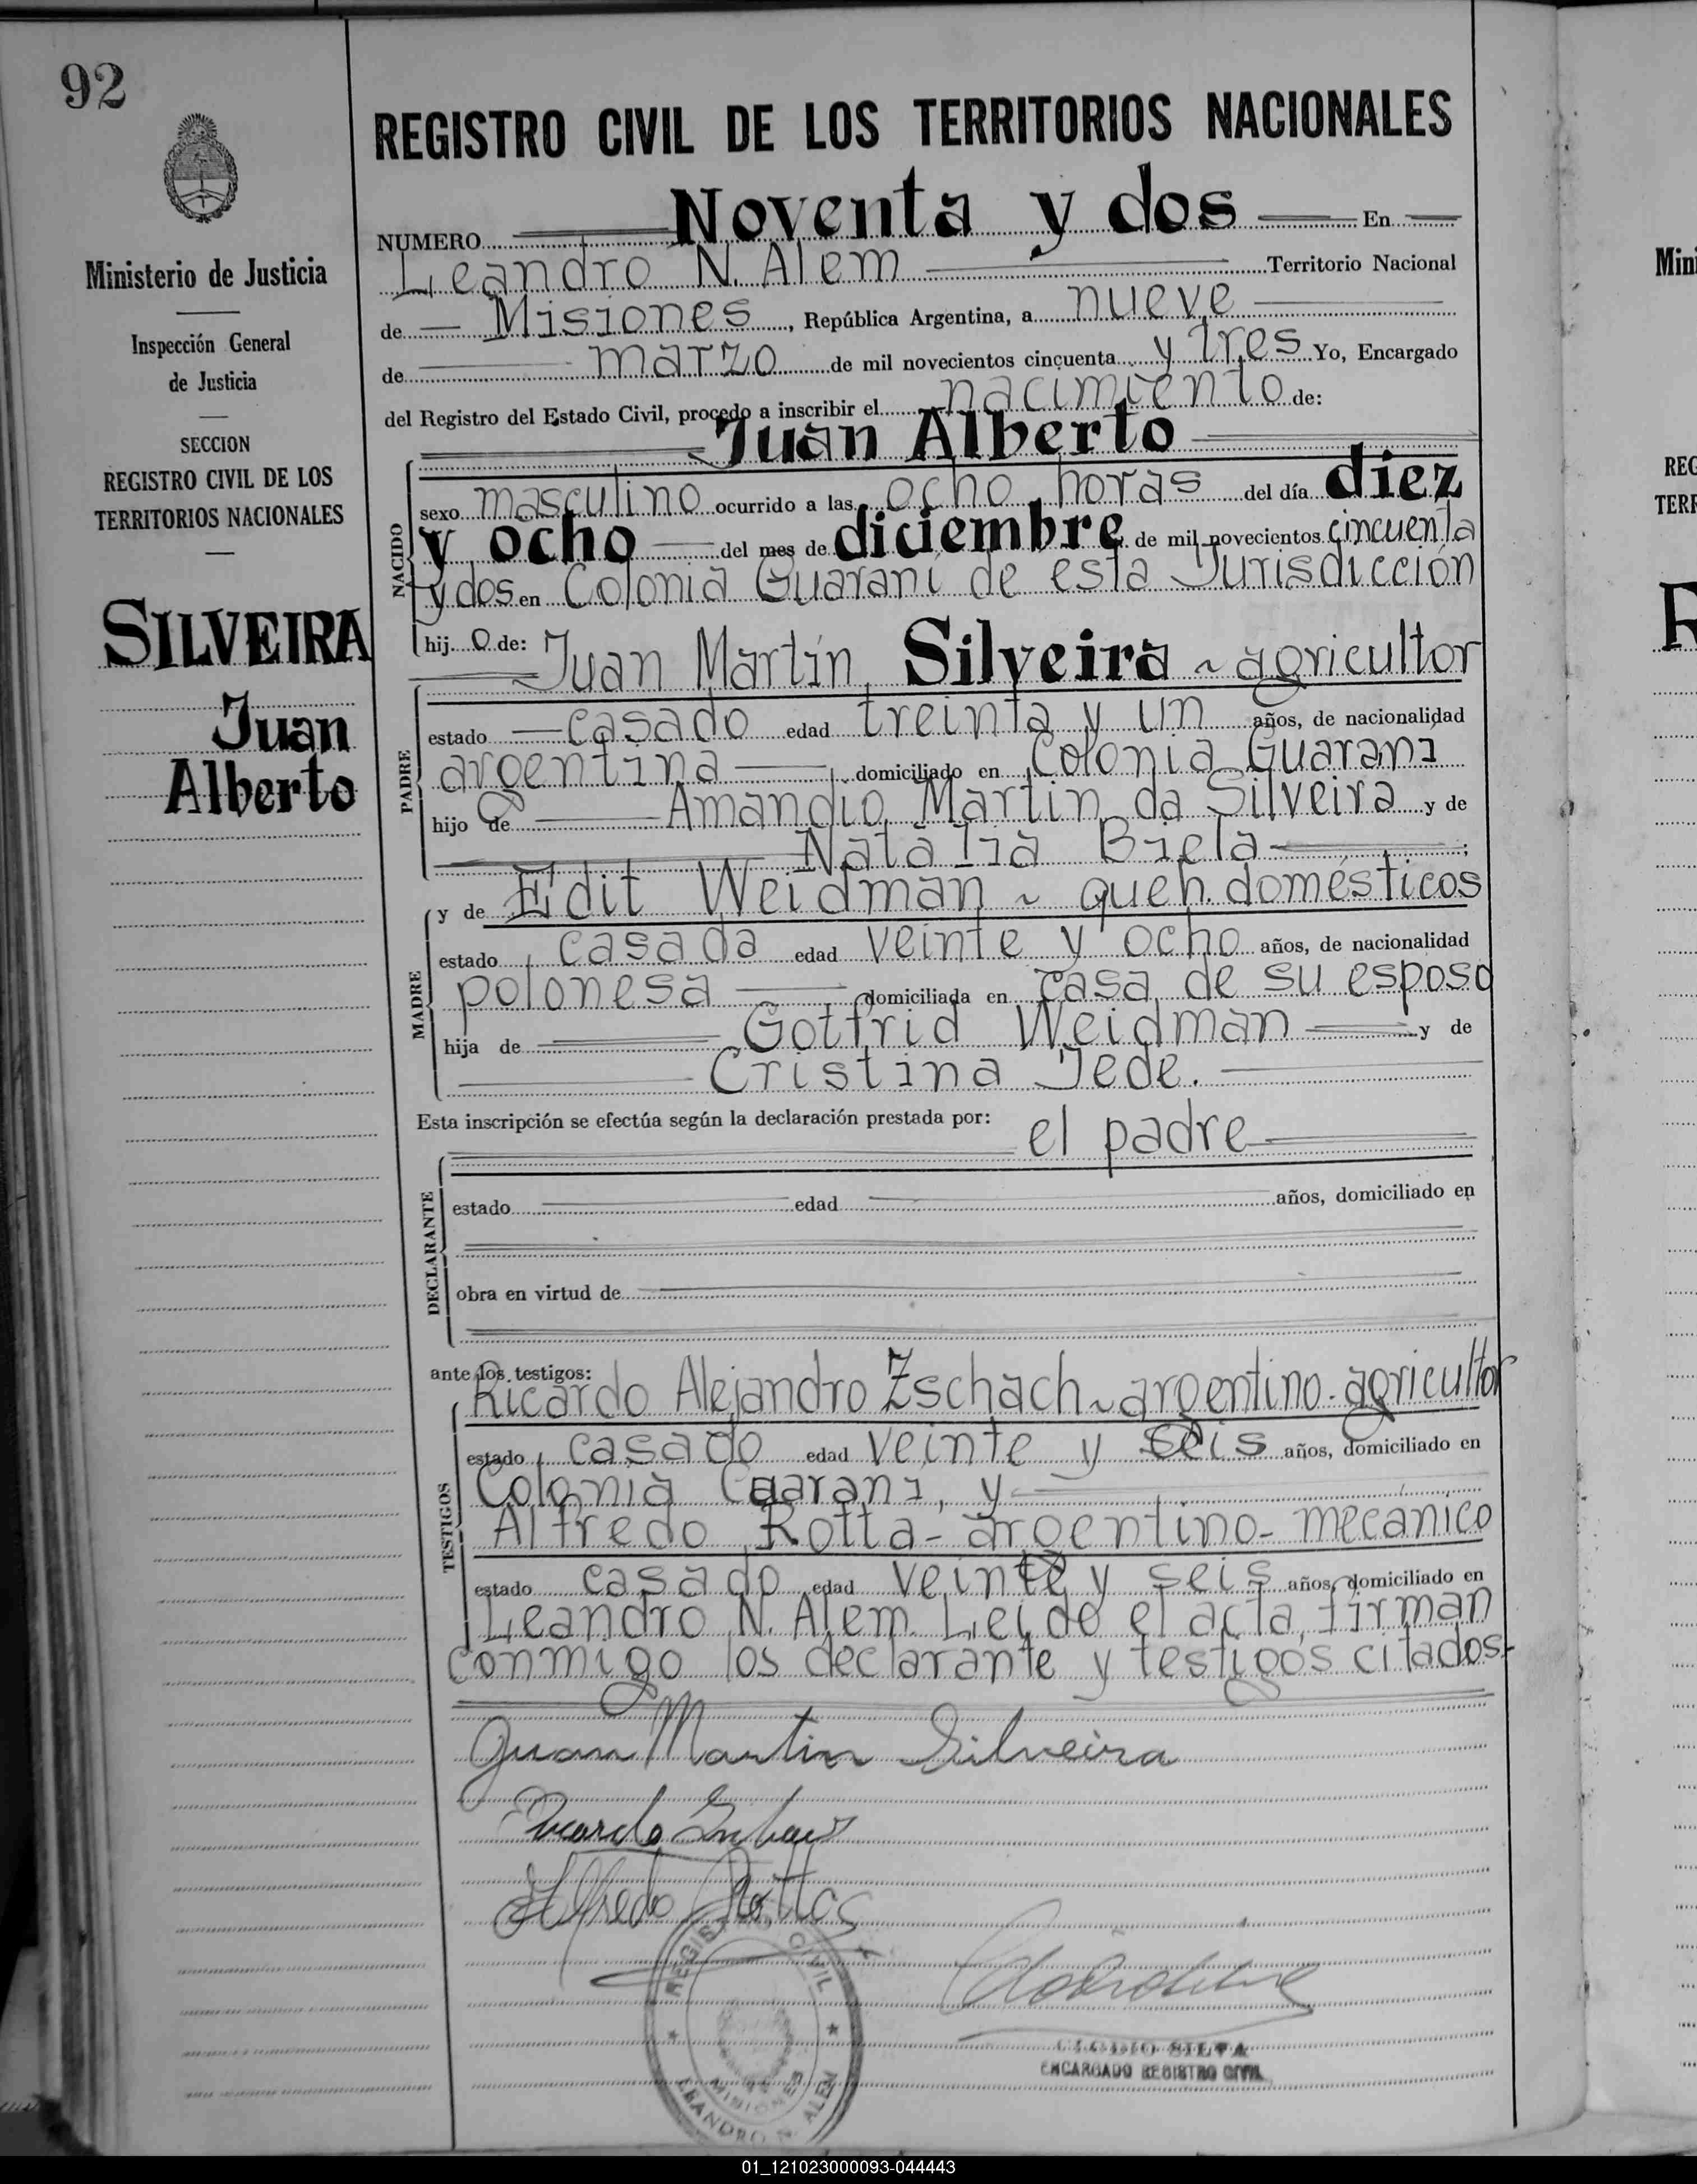 92
Ministerio de Justicia
Inspección General
de Justicia
SECCION
REGISTRO CIVIL DE LOS
TERRITORIOS NACIONALES
SILVEIRA
Juan
Alberto
REGISTRO CIVIL DE LOS TERRITORIOS NACIONALES
NUMERO Noventa y dos En
Leandro N. Alem Territorio Nacional
de Misiones, República Argentina, a nueve
de marzo de mil novecientos cincuenta y tres Yo, Encargado
del Registro del Estado Civil, procedo a inscribir el nacimiento de:
Juan Alberto
NACIDO
sexo masculino ocurrido a las ocho horas del día diez
y ocho del mes de diciembre de mil novecientos cincuenta
y dos en Colonia Guaraní de esta Jurisdicción
hij o de:
Juan Martín Silveira ~ agricultor
PADRE
estado casado edad treinta y un años, de nacionalidad
argentina, domiciliado en Colonia Guaraní
hijo de Amandio Martin da Silveira y de
Natalia Biela;
MADRE
y de Edit Weidman ~ queh. domésticos
estado casada edad veinte y ocho años, de nacionalidad
polonesa domiciliada en casa de su esposo
hija de Gotfrid Weidman y de
Cristina Jede.
Esta inscripción se efectúa según la declaración prestada por:
el padre
DECLARANTE
estado edad años, domiciliado en
obra en virtud de
ante los testigos:
TESTIGOS
Ricardo Alejandro Zschach ~ argentino - agricultor
estado casado edad veinte y seis años, domiciliado en
Colonia Guaraní, y
Alfredo Rotta - argentino - mecánico
estado casado edad veinte y seis años, domiciliado en
Leandro N. Alem. Leído el acta, firman
conmigo los declarante y testigos citados.-
Juan Martin Silveira
Ricardo
Alfredo Rotta
REGISTRO CIVIL
MISIONES
LEANDRO N. ALEM
SILVA
ENCARGADO REGISTRO CIVIL
01_121023000093-044443